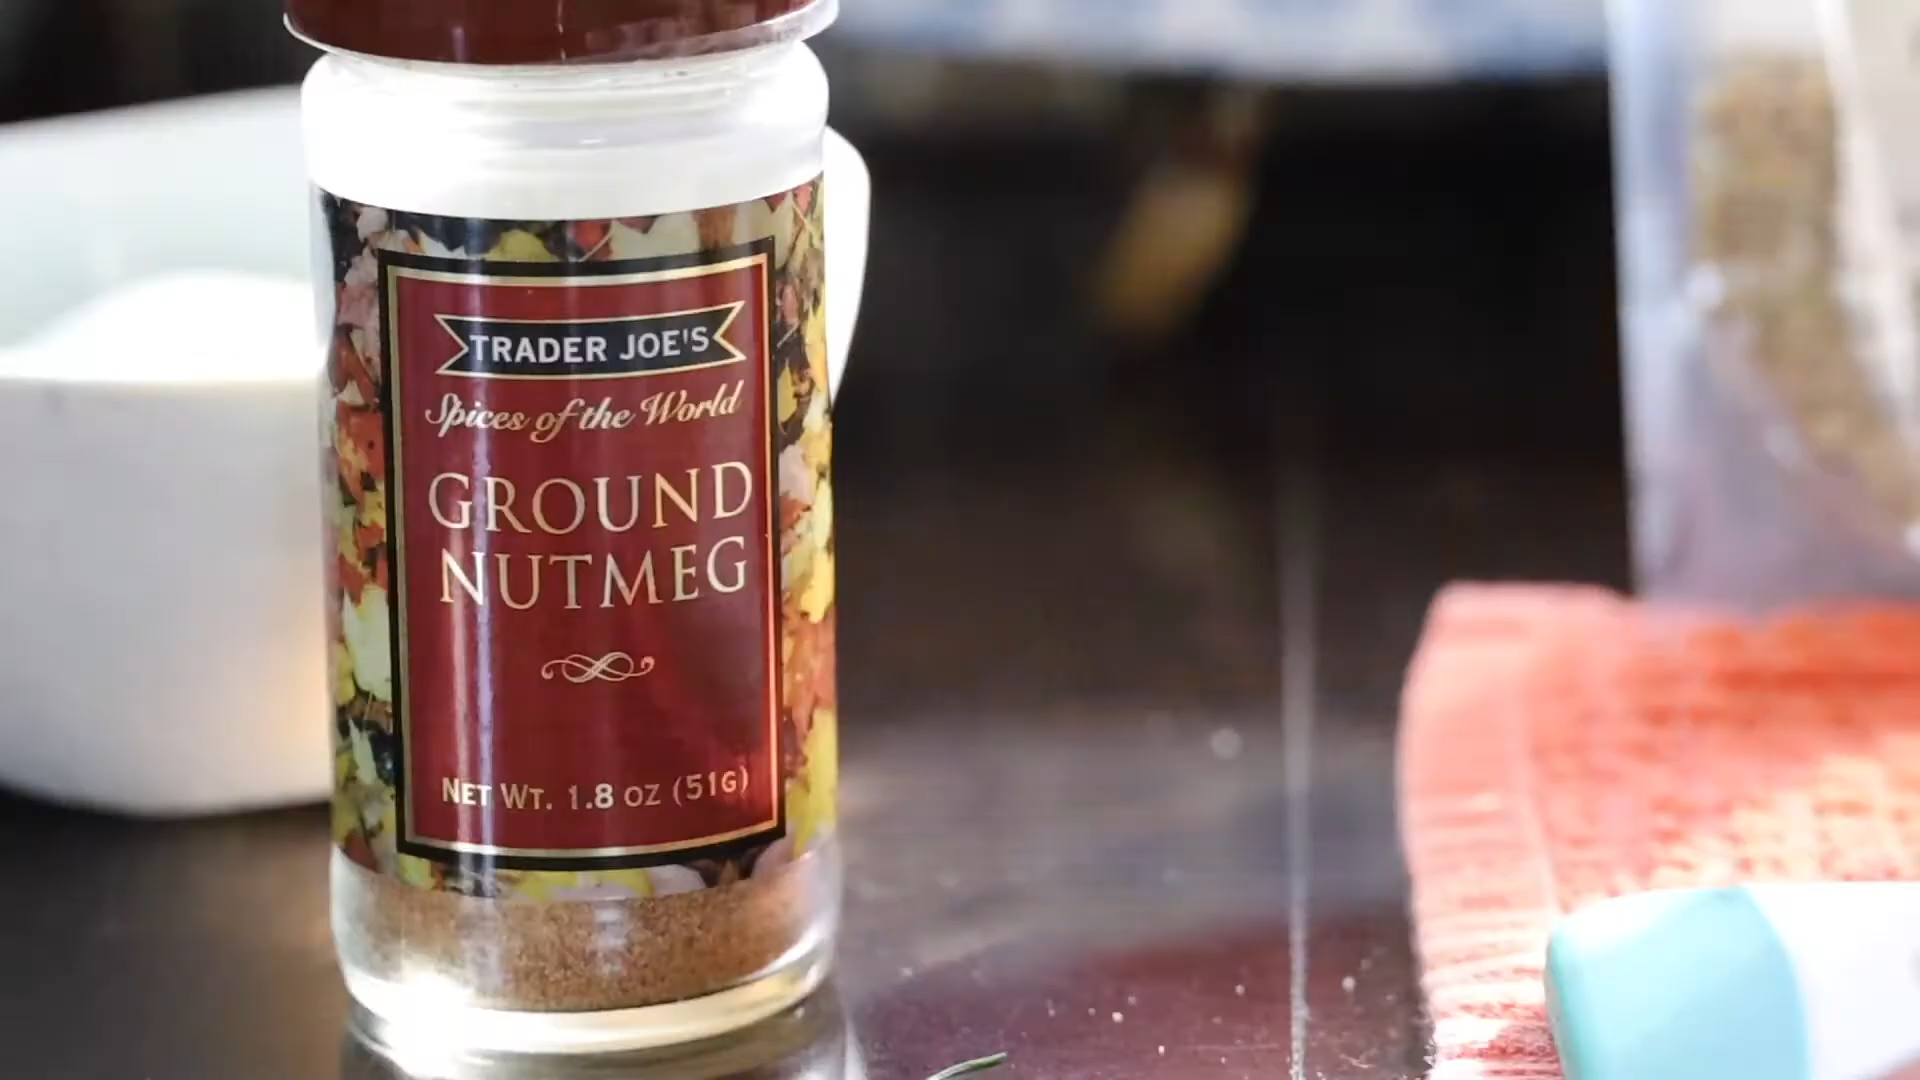 TRADER JOE'S
Spices of the World
GROUND
NUTMEG
NET WT. 1.8 OZ (51G)